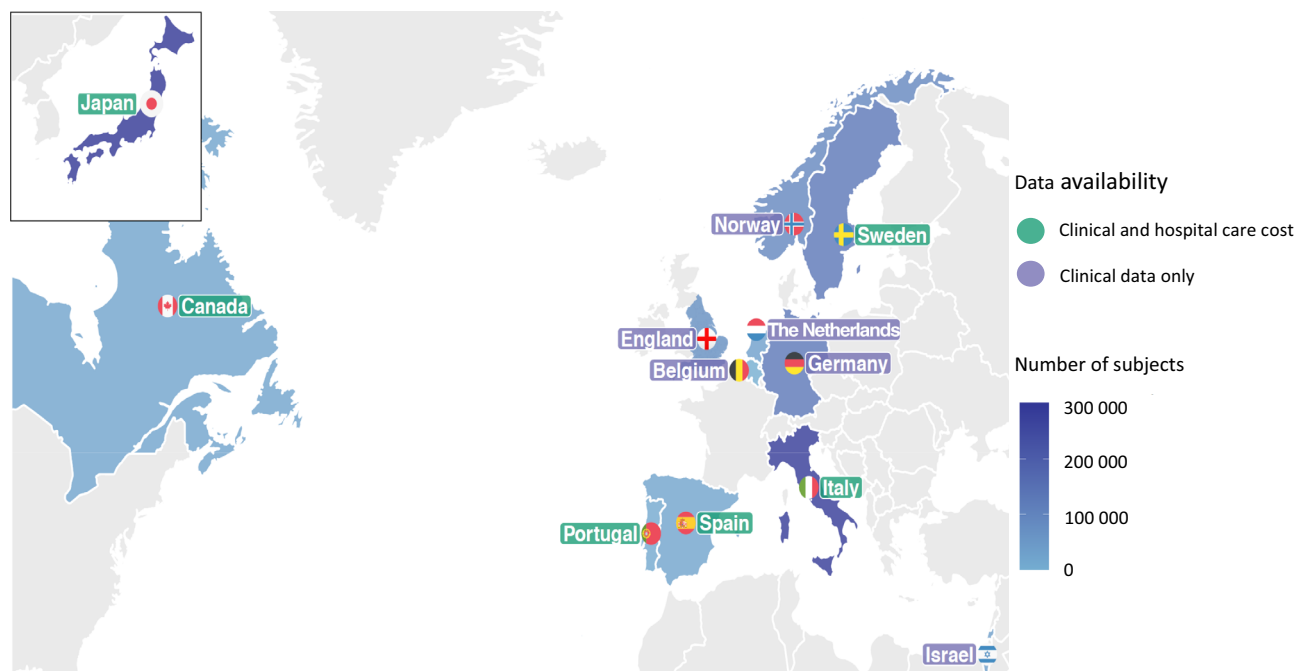 Japan
Norway
Sweden
Canada
England
The Netherlands
Belgium
Germany
Italy
Spain
Portugal
Israel
Data availability
Clinical and hospital care cost
Clinical data only
Number of subjects
300 000
200 000
100 000
0